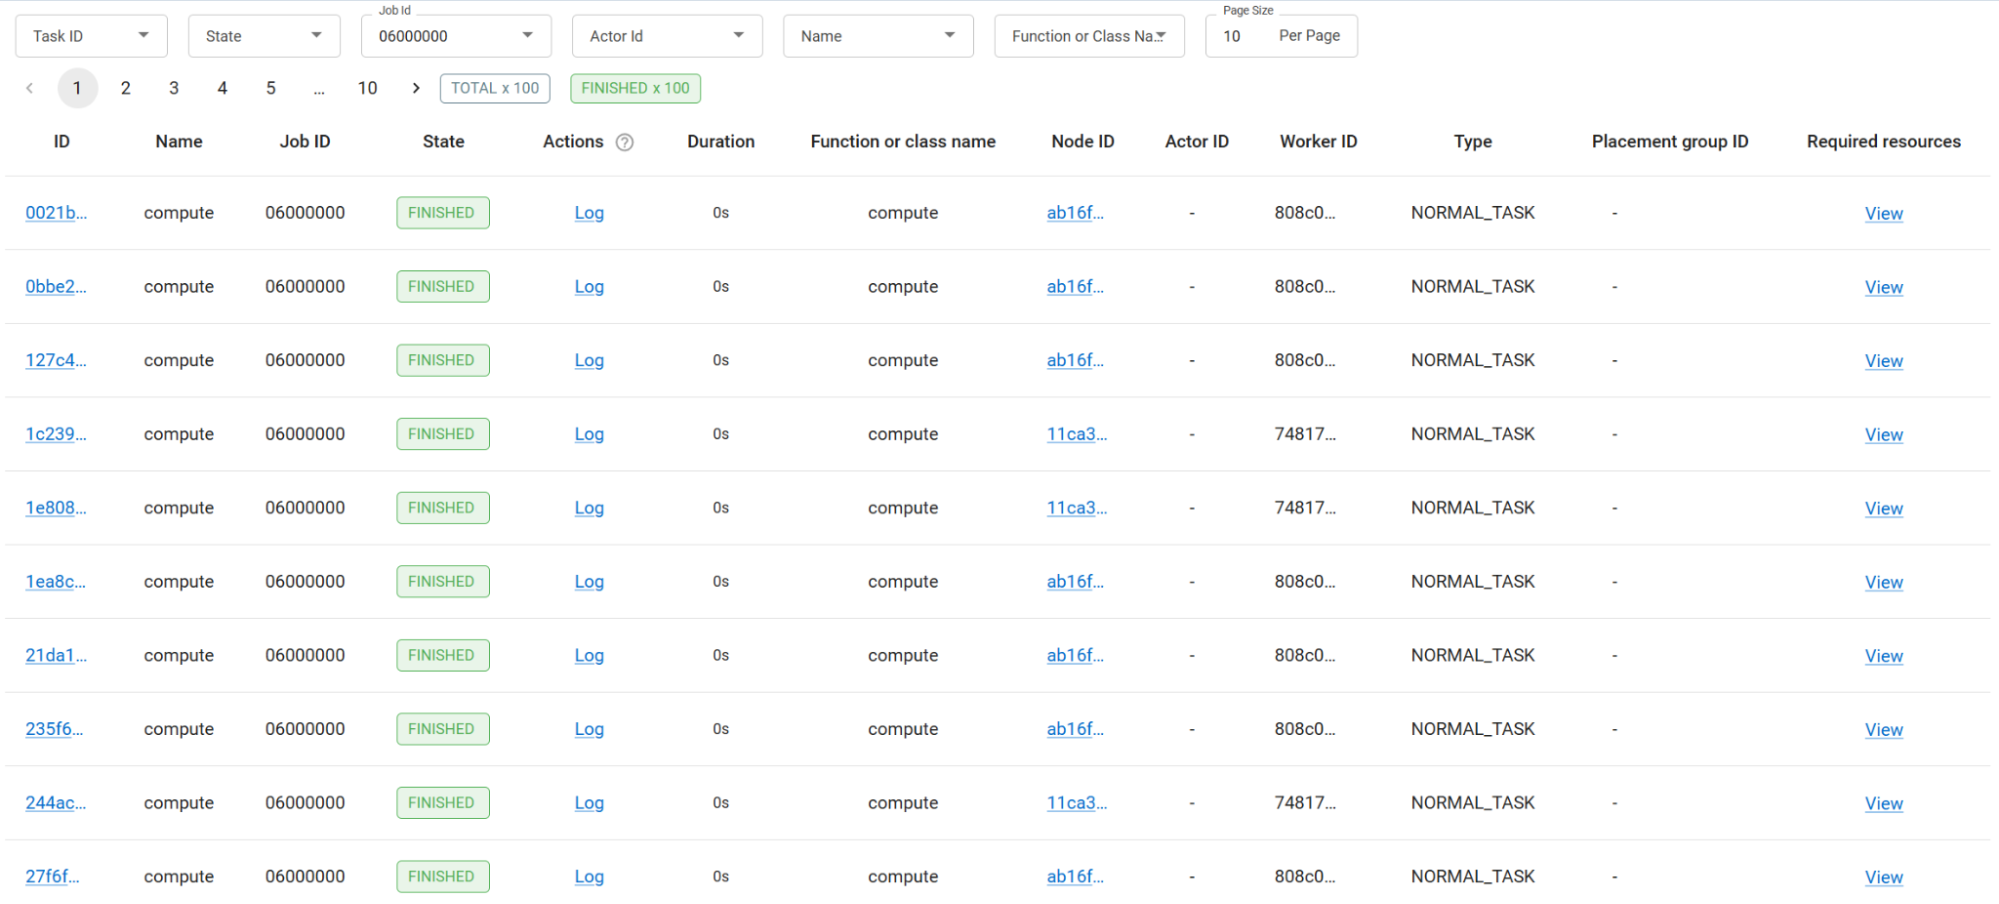 Job Id Page Size
Task ID State 06000000 Actor Id Name Function or Class Na... 10 Per Page
1 2 3 4 5 ... 10 TOTAL x 100 FINISHED x 100
ID Name Job ID State Actions ? Duration Function or class name Node ID Actor ID Worker ID Type Placement group ID Required resources
0021b... compute 06000000 FINISHED Log 0s compute ab16f... - 808c0... NORMAL_TASK - View
0bbe2... compute 06000000 FINISHED Log 0s compute ab16f... - 808c0... NORMAL_TASK - View
127c4... compute 06000000 FINISHED Log 0s compute ab16f... - 808c0... NORMAL_TASK - View
1c239... compute 06000000 FINISHED Log 0s compute 11ca3... - 74817... NORMAL_TASK - View
1e808... compute 06000000 FINISHED Log 0s compute 11ca3... - 74817... NORMAL_TASK - View
1ea8c... compute 06000000 FINISHED Log 0s compute ab16f... - 808c0... NORMAL_TASK - View
21da1... compute 06000000 FINISHED Log 0s compute ab16f... - 808c0... NORMAL_TASK - View
235f6... compute 06000000 FINISHED Log 0s compute ab16f... - 808c0... NORMAL_TASK - View
244ac... compute 06000000 FINISHED Log 0s compute 11ca3... - 74817... NORMAL_TASK - View
27f6f... compute 06000000 FINISHED Log 0s compute ab16f... - 808c0... NORMAL_TASK - View